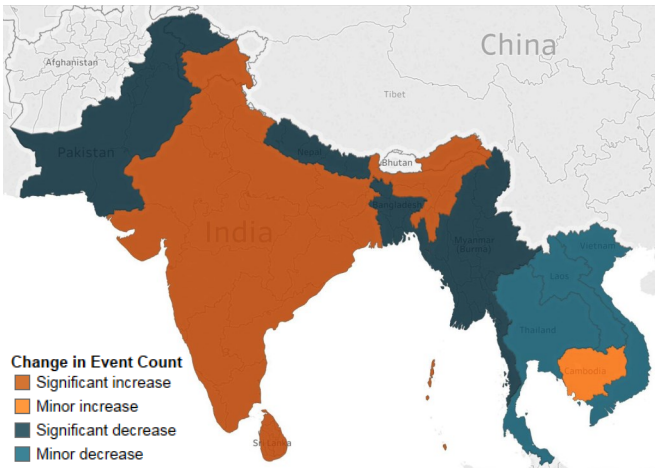 China
Afghanistan
Tibet
Pakistan
Nepal
Bhutan
Bangladesh
India
Myanmar
(Burma)
Vietnam
Laos
Thailand
Cambodia
Sri Lanka
Change in Event Count
Significant increase
Minor increase
Significant decrease
Minor decrease